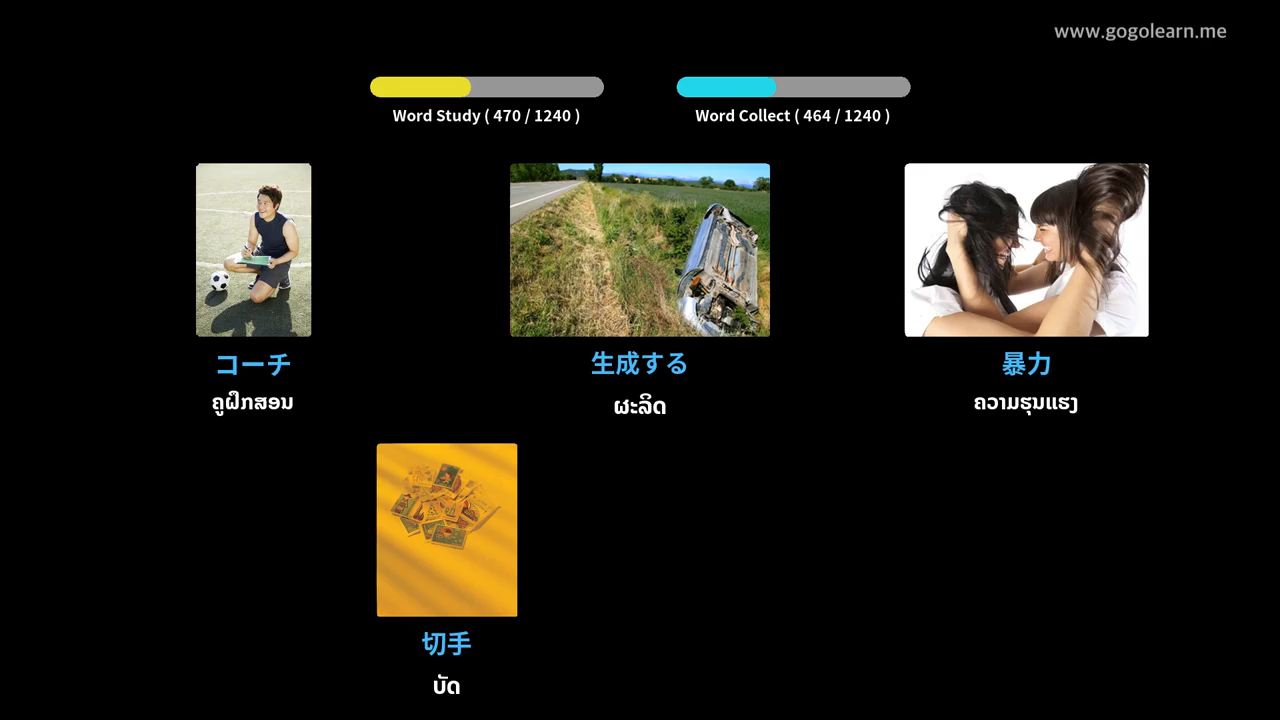 www.gogolearn.me
Word Study ( 470 / 1240 )
Word Collect ( 464 / 1240 )
コーチ
ຄູຝຶກສອນ
生成する
ຜະລິດ
暴力
ຄວາມຮຸນແຮງ
切手
ບັດ